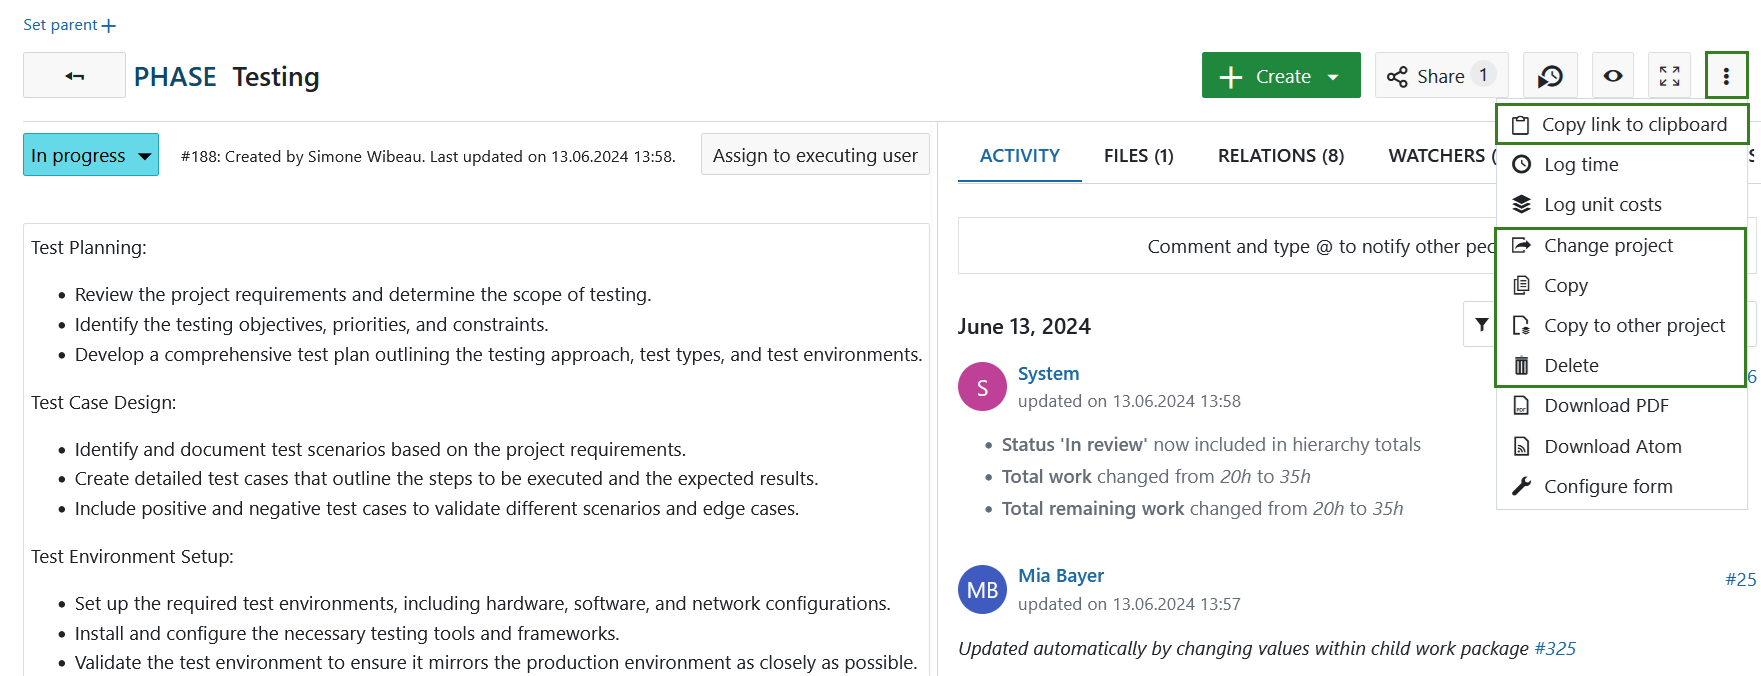 Set parent
PHASE Testing
Create
Share 1
In progress
#188: Created by Simone Wibeau. Last updated on 13.06.2024 13:58.
Assign to executing user
Test Planning:
• Review the project requirements and determine the scope of testing.
• Identify the testing objectives, priorities, and constraints.
• Develop a comprehensive test plan outlining the testing approach, test types, and test environments.
Test Case Design:
• Identify and document test scenarios based on the project requirements.
• Create detailed test cases that outline the steps to be executed and the expected results.
• Include positive and negative test cases to validate different scenarios and edge cases.
Test Environment Setup:
• Set up the required test environments, including hardware, software, and network configurations.
• Install and configure the necessary testing tools and frameworks.
• Validate the test environment to ensure it mirrors the production environment as closely as possible.
ACTIVITY FILES (1) RELATIONS (8) WATCHERS (
Comment and type @ to notify other
June 13, 2024
S
System
updated on 13.06.2024 13:58
• Status 'In review' now included in hierarchy totals
• Total work changed from 20h to 35h
• Total remaining work changed from 20h to 35h
MB
Mia Bayer
#25
updated on 13.06.2024 13:57
Updated automatically by changing values within child work package #325
Copy link to clipboard
Log time
Log unit costs
Change project
Copy
Copy to other project
Delete
Download PDF
Download Atom
Configure form